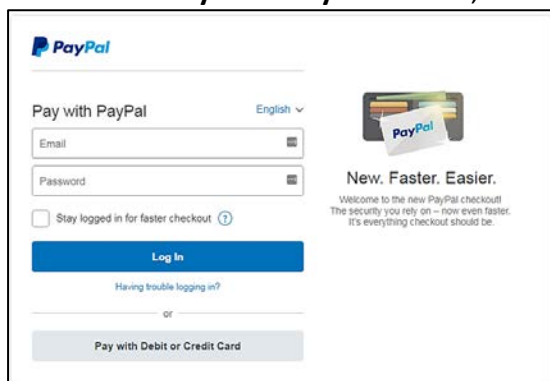 PayPal
Pay with PayPal
English
Email
Password
Stay logged in for faster checkout ?
Log In
Having trouble logging in?
or
Pay with Debit or Credit Card
PayPal
New. Faster. Easier.
Welcome to the new PayPal checkout!
The security you rely on – now even faster.
It's everything checkout should be.